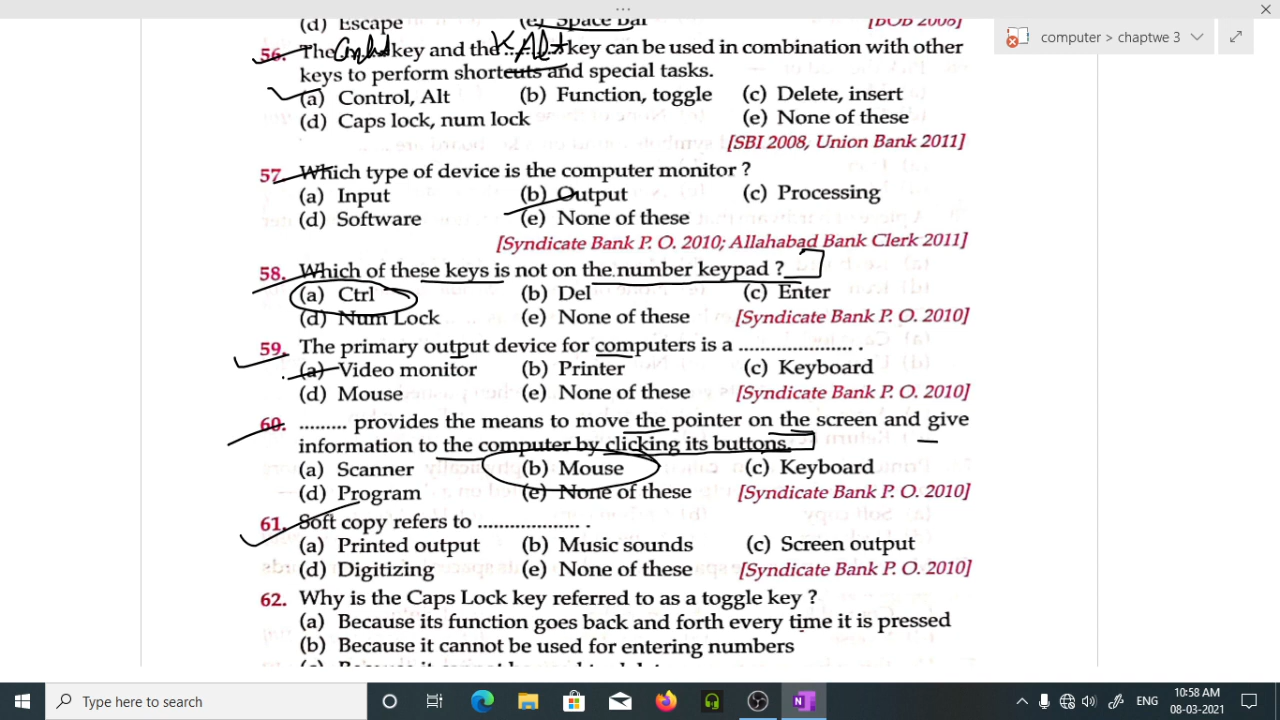 (d) Escape (e) Space Bar [BOB 2008]
computer > chaptwe 3
56. The Control key and the Alt key can be used in combination with other
keys to perform shortcuts and special tasks.
(a) Control, Alt (b) Function, toggle (c) Delete, insert
(d) Caps lock, num lock (e) None of these
[SBI 2008, Union Bank 2011]
57. Which type of device is the computer monitor ?
(a) Input (b) Output (c) Processing
(d) Software (e) None of these
[Syndicate Bank P. O. 2010; Allahabad Bank Clerk 2011]
58. Which of these keys is not on the number keypad ?
(a) Ctrl (b) Del (c) Enter
(d) Num Lock (e) None of these [Syndicate Bank P. O. 2010]
59. The primary output device for computers is a ..................... .
(a) Video monitor (b) Printer (c) Keyboard
(d) Mouse (e) None of these [Syndicate Bank P. O. 2010]
60. ......... provides the means to move the pointer on the screen and give
information to the computer by clicking its buttons.
(a) Scanner (b) Mouse (c) Keyboard
(d) Program (e) None of these [Syndicate Bank P. O. 2010]
61. Soft copy refers to ................... .
(a) Printed output (b) Music sounds (c) Screen output
(d) Digitizing (e) None of these [Syndicate Bank P. O. 2010]
62. Why is the Caps Lock key referred to as a toggle key ?
(a) Because its function goes back and forth every time it is pressed
(b) Because it cannot be used for entering numbers
Type here to search
ENG
10:58 AM
08-03-2021